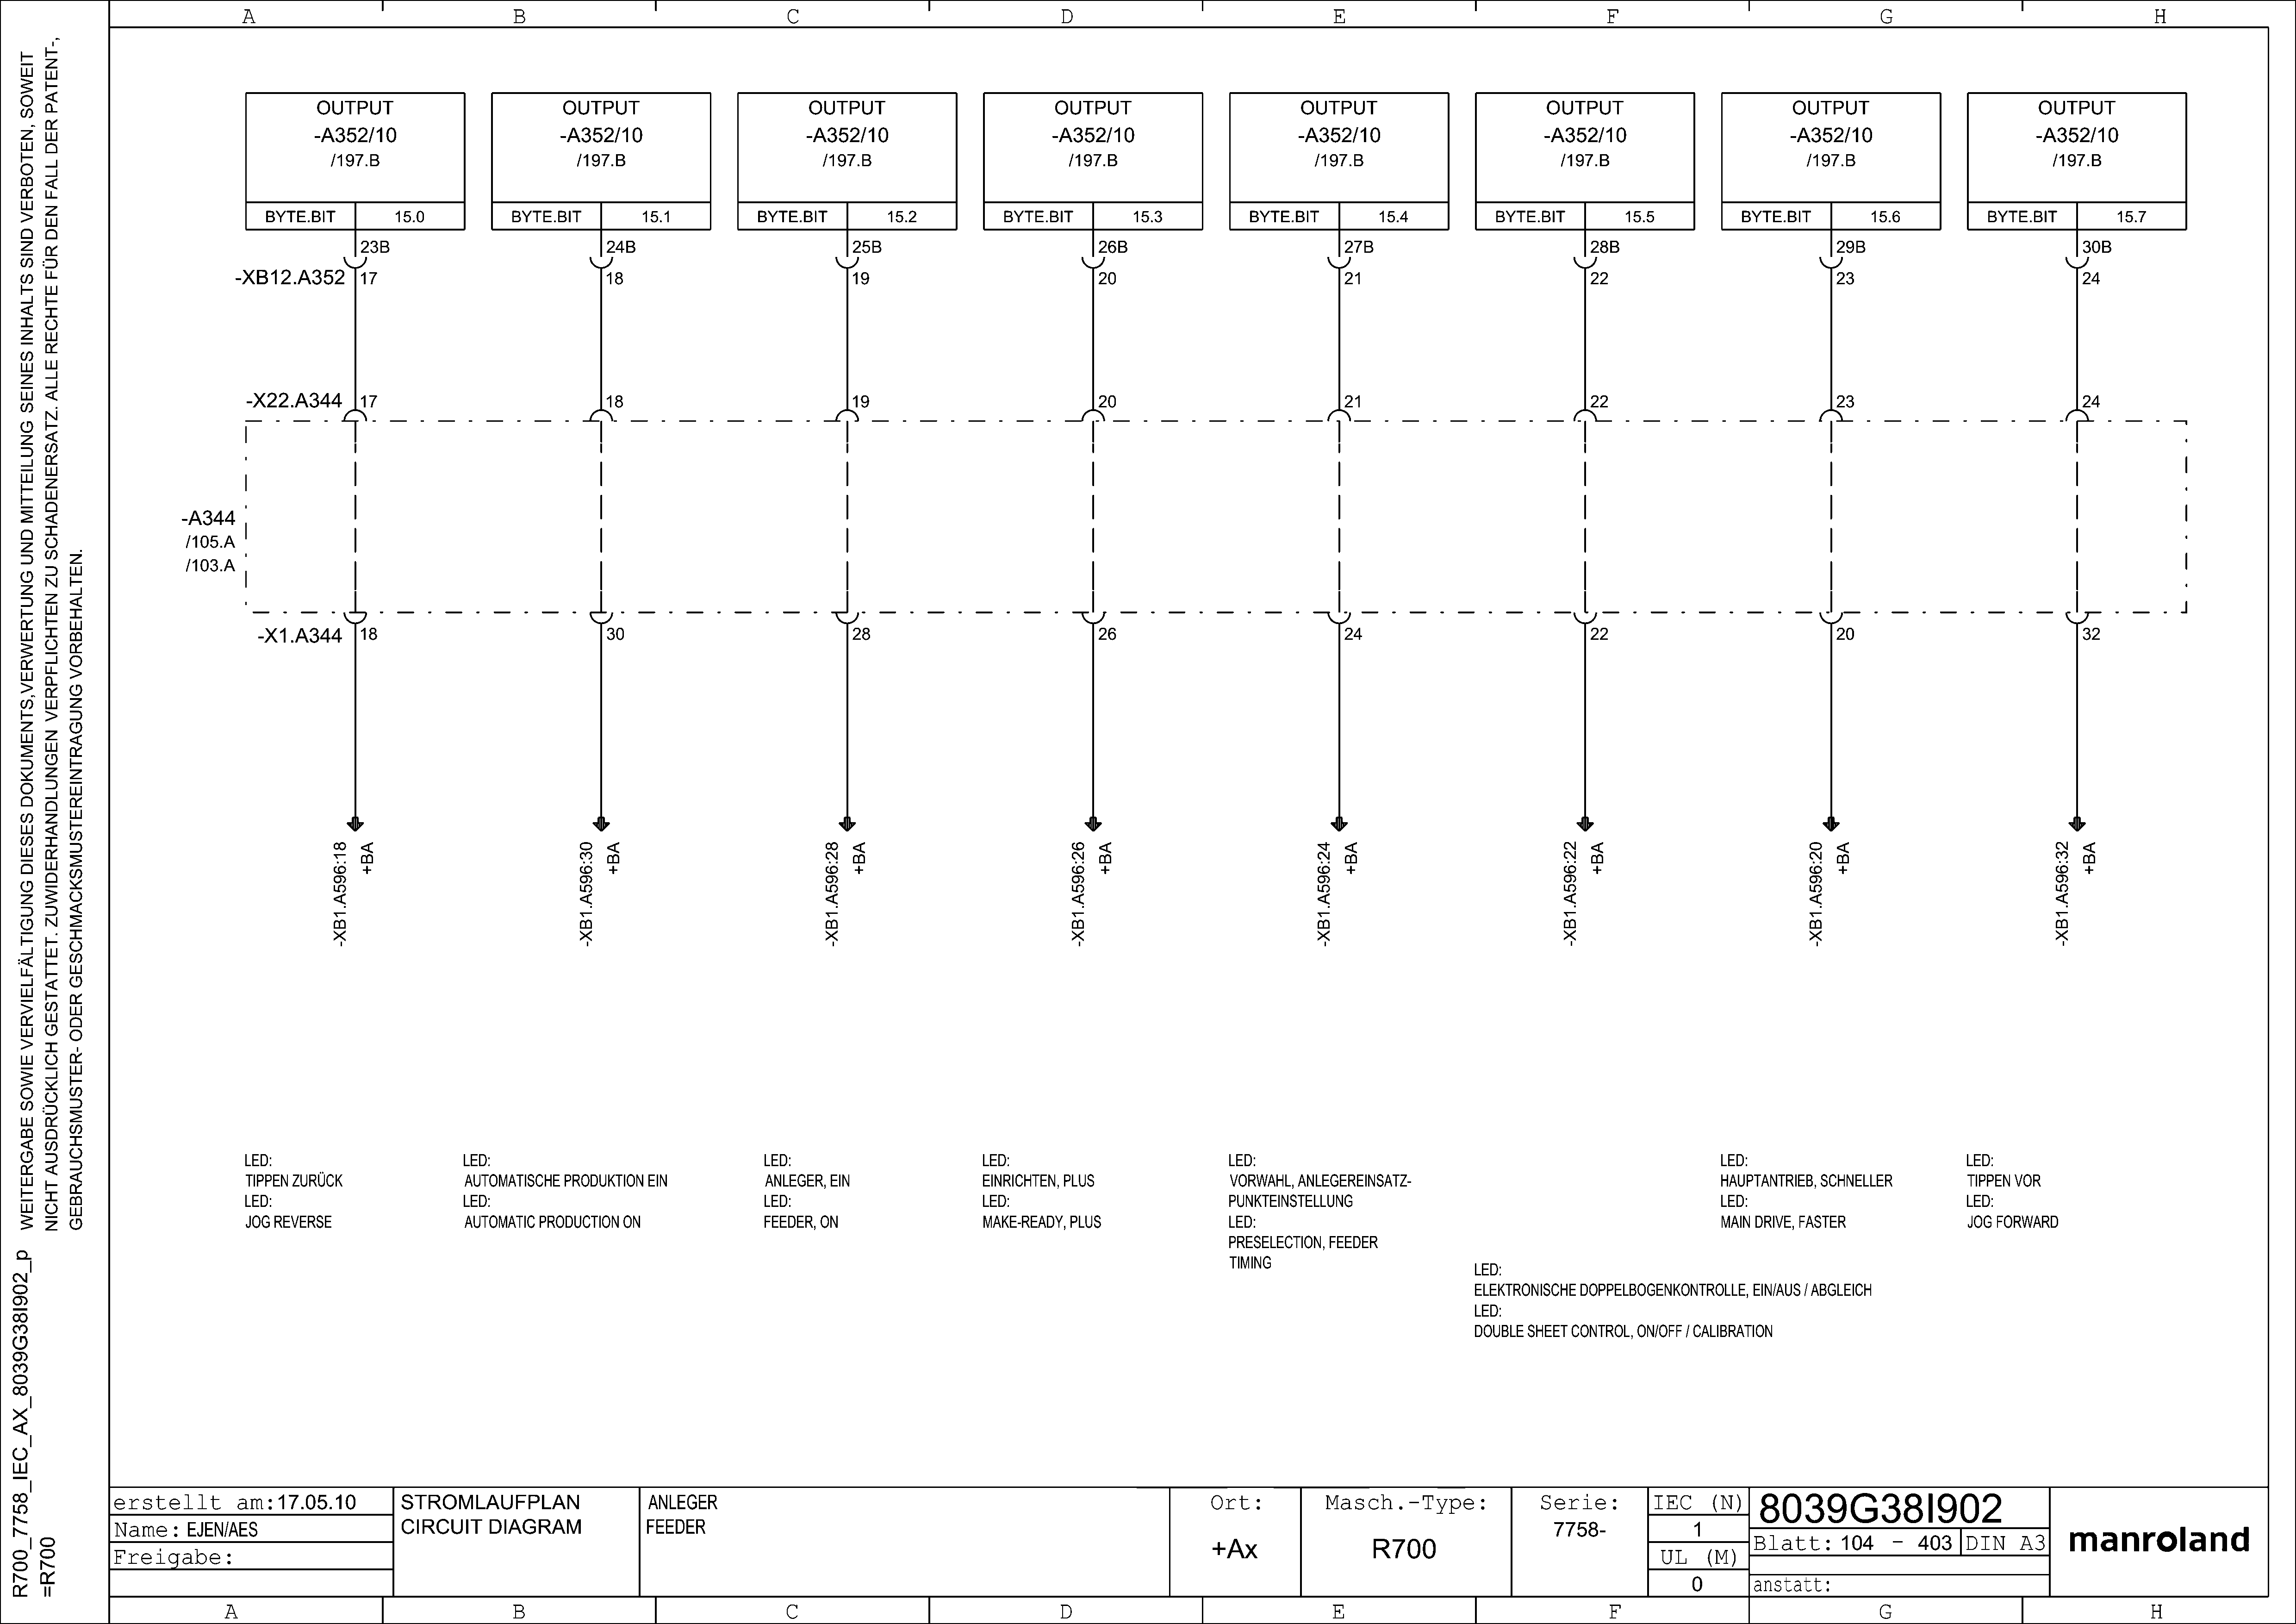 A B C D E F G H
OUTPUT OUTPUT OUTPUT OUTPUT OUTPUT OUTPUT OUTPUT OUTPUT
-A352/10 -A352/10 -A352/10 -A352/10 -A352/10 -A352/10 -A352/10 -A352/10
/197.B /197.B /197.B /197.B /197.B /197.B /197.B /197.B
BYTE.BIT 15.0 BYTE.BIT 15.1 BYTE.BIT 15.2 BYTE.BIT 15.3 BYTE.BIT 15.4 BYTE.BIT 15.5 BYTE.BIT 15.6 BYTE.BIT 15.7
23B 24B 25B 26B 27B 28B 29B 30B
-XB12.A352 17 18 19 20 21 22 23 24
-X22.A344 17 18 19 20 21 22 23 24
-A344
/105.A
/103.A
-X1.A344 18 30 28 26 24 22 20 32
-XB1.A596:18
+BA
-XB1.A596:30
+BA
-XB1.A596:28
+BA
-XB1.A596:26
+BA
-XB1.A596:24
+BA
-XB1.A596:22
+BA
-XB1.A596:20
+BA
-XB1.A596:32
+BA
LED:
TIPPEN ZURÜCK
LED:
JOG REVERSE
LED:
AUTOMATISCHE PRODUKTION EIN
LED:
AUTOMATIC PRODUCTION ON
LED:
ANLEGER, EIN
LED:
FEEDER, ON
LED:
EINRICHTEN, PLUS
LED:
MAKE-READY, PLUS
LED:
VORWAHL, ANLEGEREINSATZ-
PUNKTEINSTELLUNG
LED:
PRESELECTION, FEEDER
TIMING
LED:
ELEKTRONISCHE DOPPELBOGENKONTROLLE, EIN/AUS / ABGLEICH
LED:
DOUBLE SHEET CONTROL, ON/OFF / CALIBRATION
LED:
HAUPTANTRIEB, SCHNELLER
LED:
MAIN DRIVE, FASTER
LED:
TIPPEN VOR
LED:
JOG FORWARD
WEITERGABE SOWIE VERVIELFÄLTIGUNG DIESES DOKUMENTS,VERWERTUNG UND MITTEILUNG SEINES INHALTS SIND VERBOTEN, SOWEIT
NICHT AUSDRÜCKLICH GESTATTET. ZUWIDERHANDLUNGEN VERPFLICHTEN ZU SCHADENERSATZ. ALLE RECHTE FÜR DEN FALL DER PATENT-,
GEBRAUCHSMUSTER- ODER GESCHMACKSMUSTEREINTRAGUNG VORBEHALTEN.
R700_7758_IEC_AX_8039G38I902_p
=R700
erstellt am:17.05.10
Name: EJEN/AES
Freigabe:
STROMLAUFPLAN
CIRCUIT DIAGRAM
ANLEGER
FEEDER
Ort:
+Ax
Masch.-Type:
R700
Serie:
7758-
IEC (N)
1
UL (M)
0
8039G38I902
Blatt: 104 - 403 DIN A3
anstatt:
manroland
A B C D E F G H